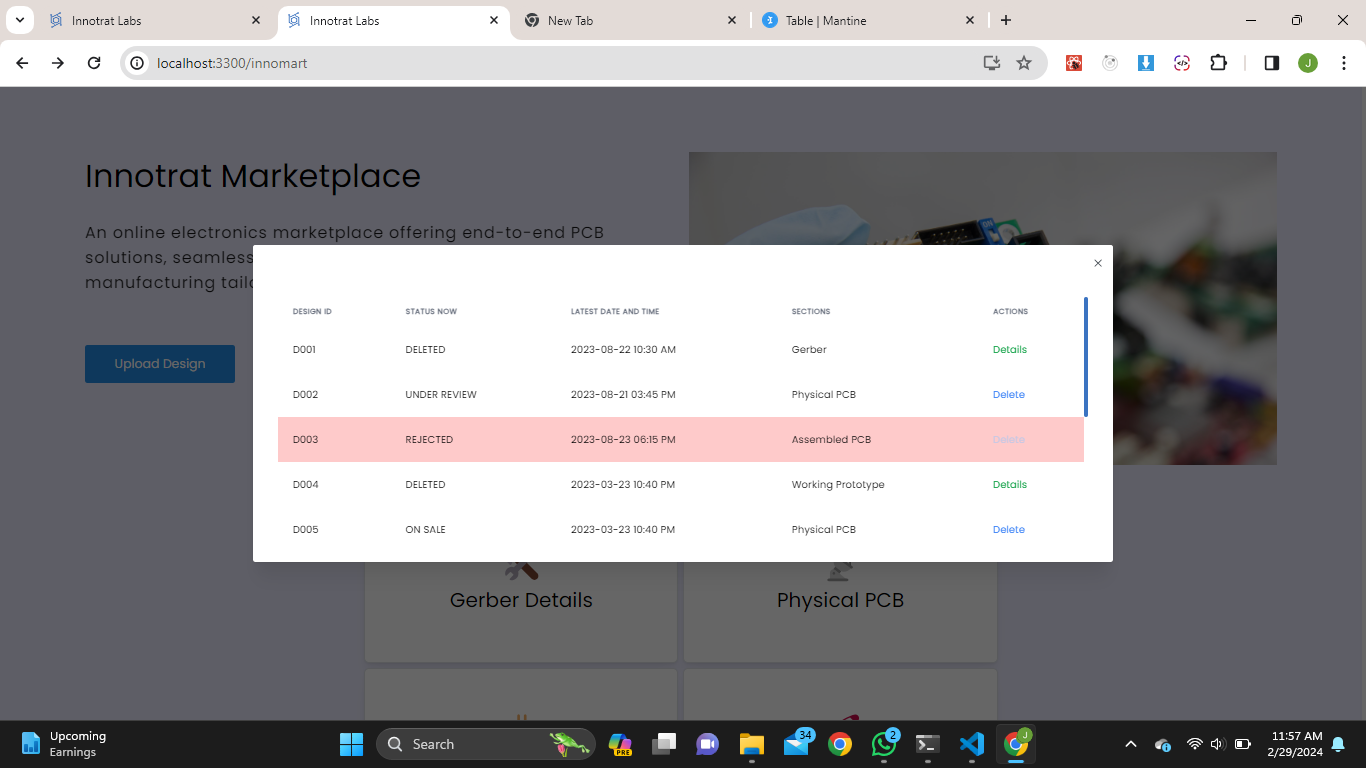 Innotrat Labs
Innotrat Labs
New Tab
Table | Mantine
localhost:3300/innomart
J
Innotrat Marketplace
An online electronics marketplace offering end-to-end PCB
solutions, seamless
manufacturing tailo
Upload Design
DESIGN ID STATUS NOW LATEST DATE AND TIME SECTIONS ACTIONS
D001 DELETED 2023-08-22 10:30 AM Gerber Details
D002 UNDER REVIEW 2023-08-21 03:45 PM Physical PCB Delete
D003 REJECTED 2023-08-23 06:15 PM Assembled PCB Delete
D004 DELETED 2023-03-23 10:40 PM Working Prototype Details
D005 ON SALE 2023-03-23 10:40 PM Physical PCB Delete
Gerber Details
Physical PCB
Upcoming
Earnings
Search
PRE
34
2
J
11:57 AM
2/29/2024